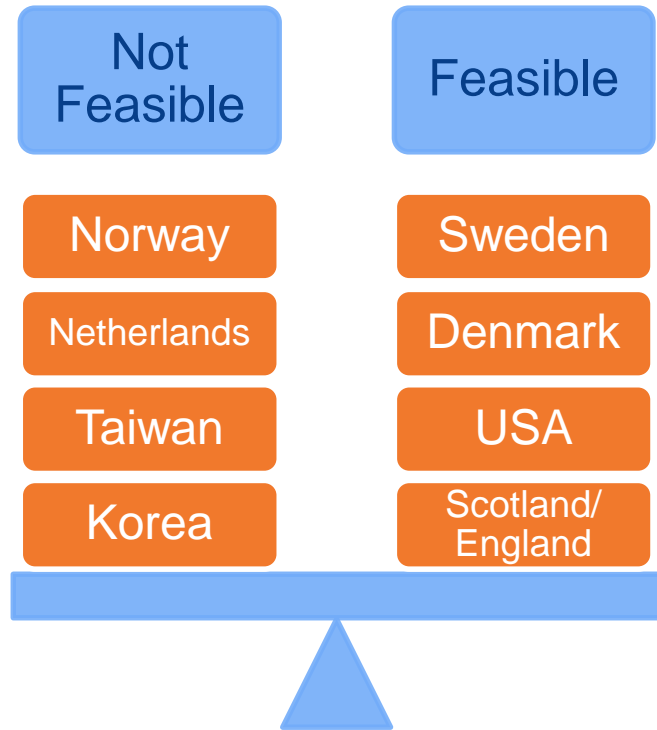 Not
Feasible
Feasible
Norway
Sweden
Netherlands
Denmark
Taiwan
USA
Korea
Scotland/
England